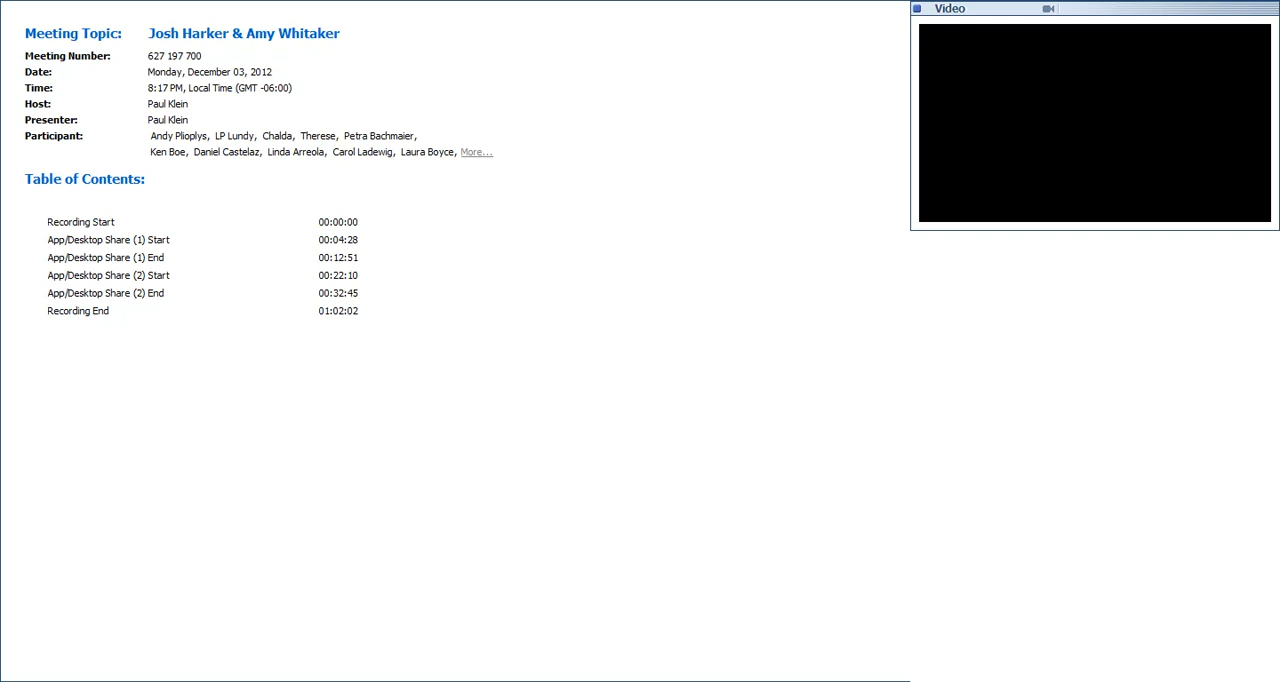 Meeting Topic: Josh Harker & Amy Whitaker
Meeting Number: 627 197 700
Date: Monday, December 03, 2012
Time: 8:17 PM, Local Time (GMT -06:00)
Host: Paul Klein
Presenter: Paul Klein
Participant: Andy Plioplys, LP Lundy, Chalda, Therese, Petra Bachmaier,
Ken Boe, Daniel Castelaz, Linda Arreola, Carol Ladewig, Laura Boyce, More...
Table of Contents:
Recording Start 00:00:00
App/Desktop Share (1) Start 00:04:28
App/Desktop Share (1) End 00:12:51
App/Desktop Share (2) Start 00:22:10
App/Desktop Share (2) End 00:32:45
Recording End 01:02:02
Video